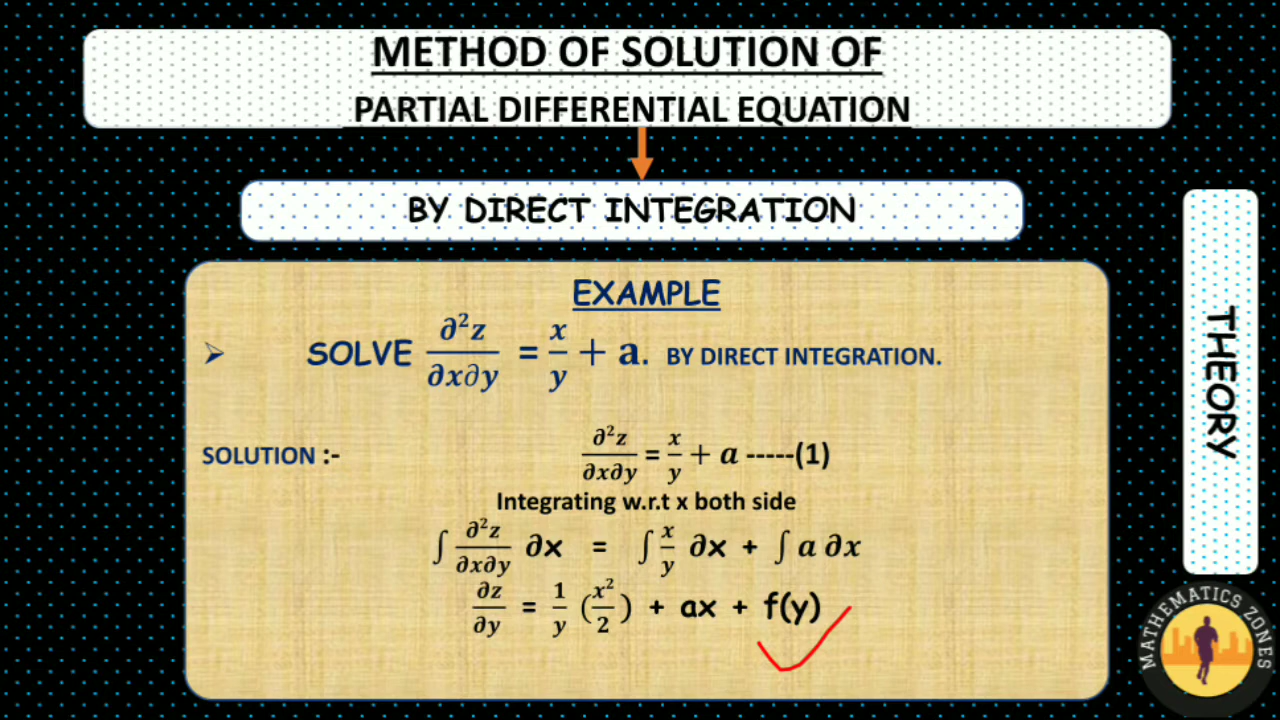 METHOD OF SOLUTION OF
PARTIAL DIFFERENTIAL EQUATION
BY DIRECT INTEGRATION
EXAMPLE
➢ SOLVE ∂²z/∂x∂y = x/y + a. BY DIRECT INTEGRATION.
SOLUTION :- ∂²z/∂x∂y = x/y + a -----(1)
Integrating w.r.t x both side
∫ ∂²z/∂x∂y ∂x = ∫ x/y ∂x + ∫ a ∂x
∂z/∂y = 1/y (x²/2) + ax + f(y)
THEORY
MATHEMATICS ZONES